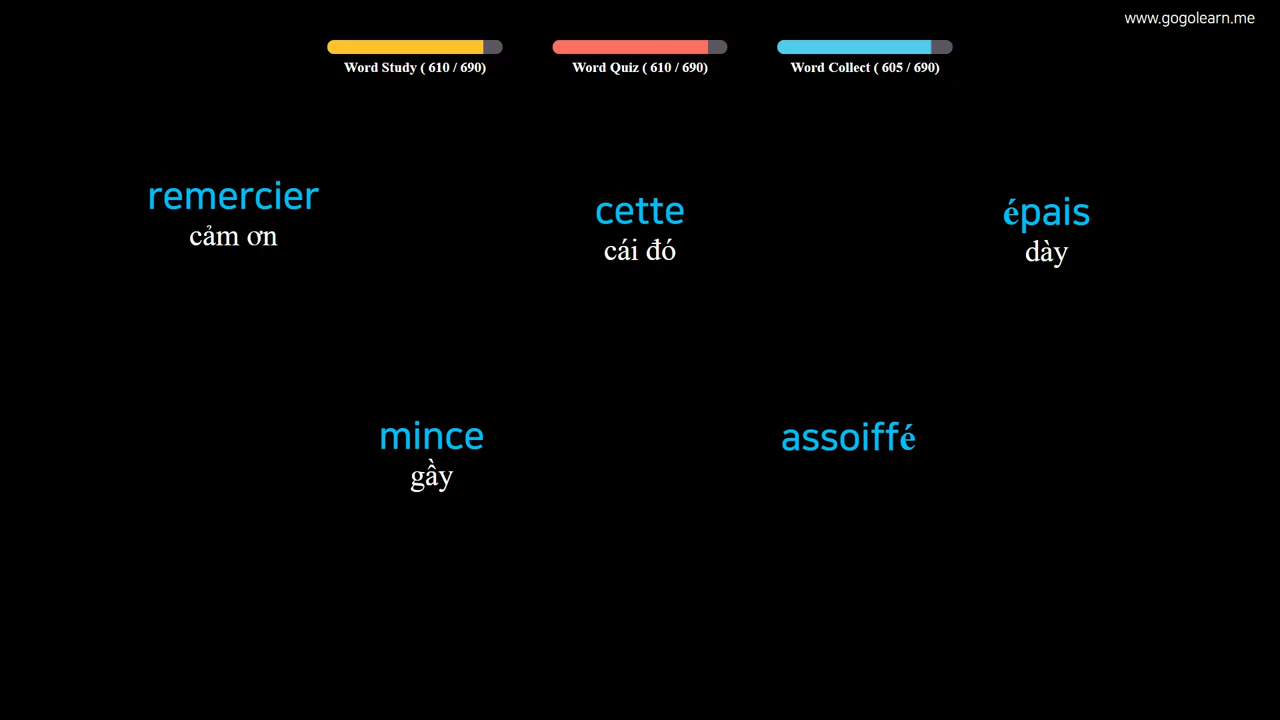 www.gogolearn.me
Word Study ( 610 / 690)
Word Quiz ( 610 / 690)
Word Collect ( 605 / 690)
remercier
cảm ơn
cette
cái đó
épais
dày
mince
gầy
assoiffé